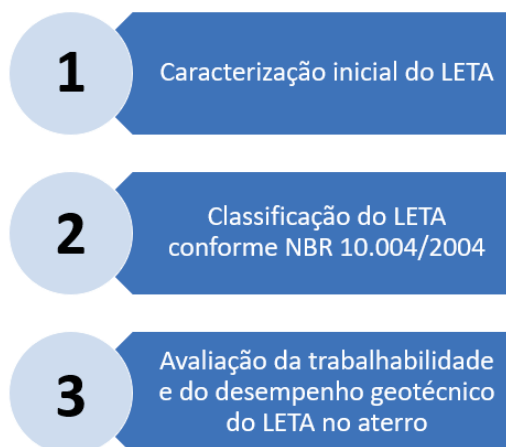 1
Caracterização inicial do LETA
2
Classificação do LETA
conforme NBR 10.004/2004
3
Avaliação da trabalhabilidade
e do desempenho geotécnico
do LETA no aterro